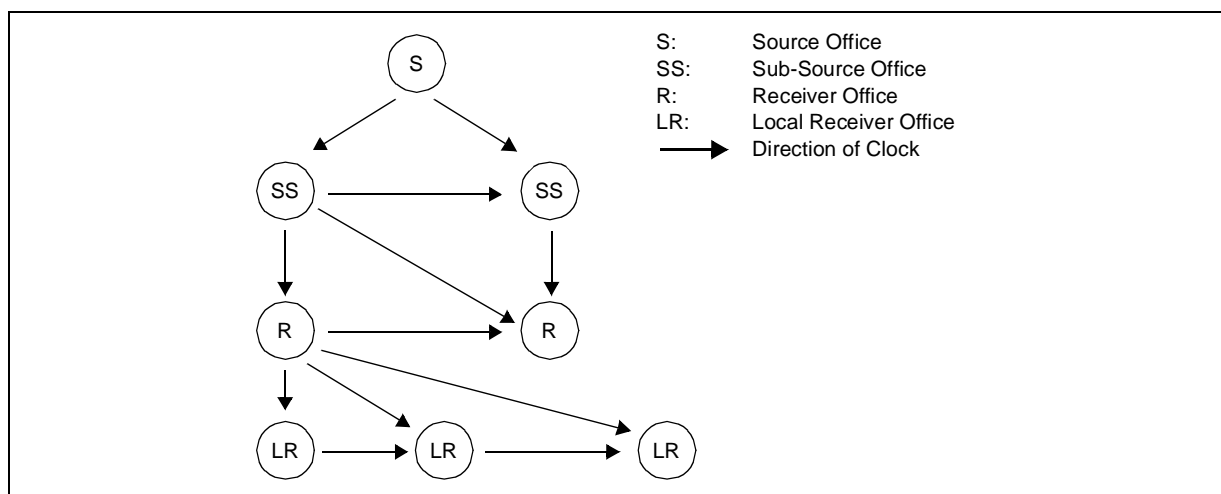 S
S: Source Office
SS: Sub-Source Office
R: Receiver Office
LR: Local Receiver Office
Direction of Clock
SS SS
R R
LR LR LR